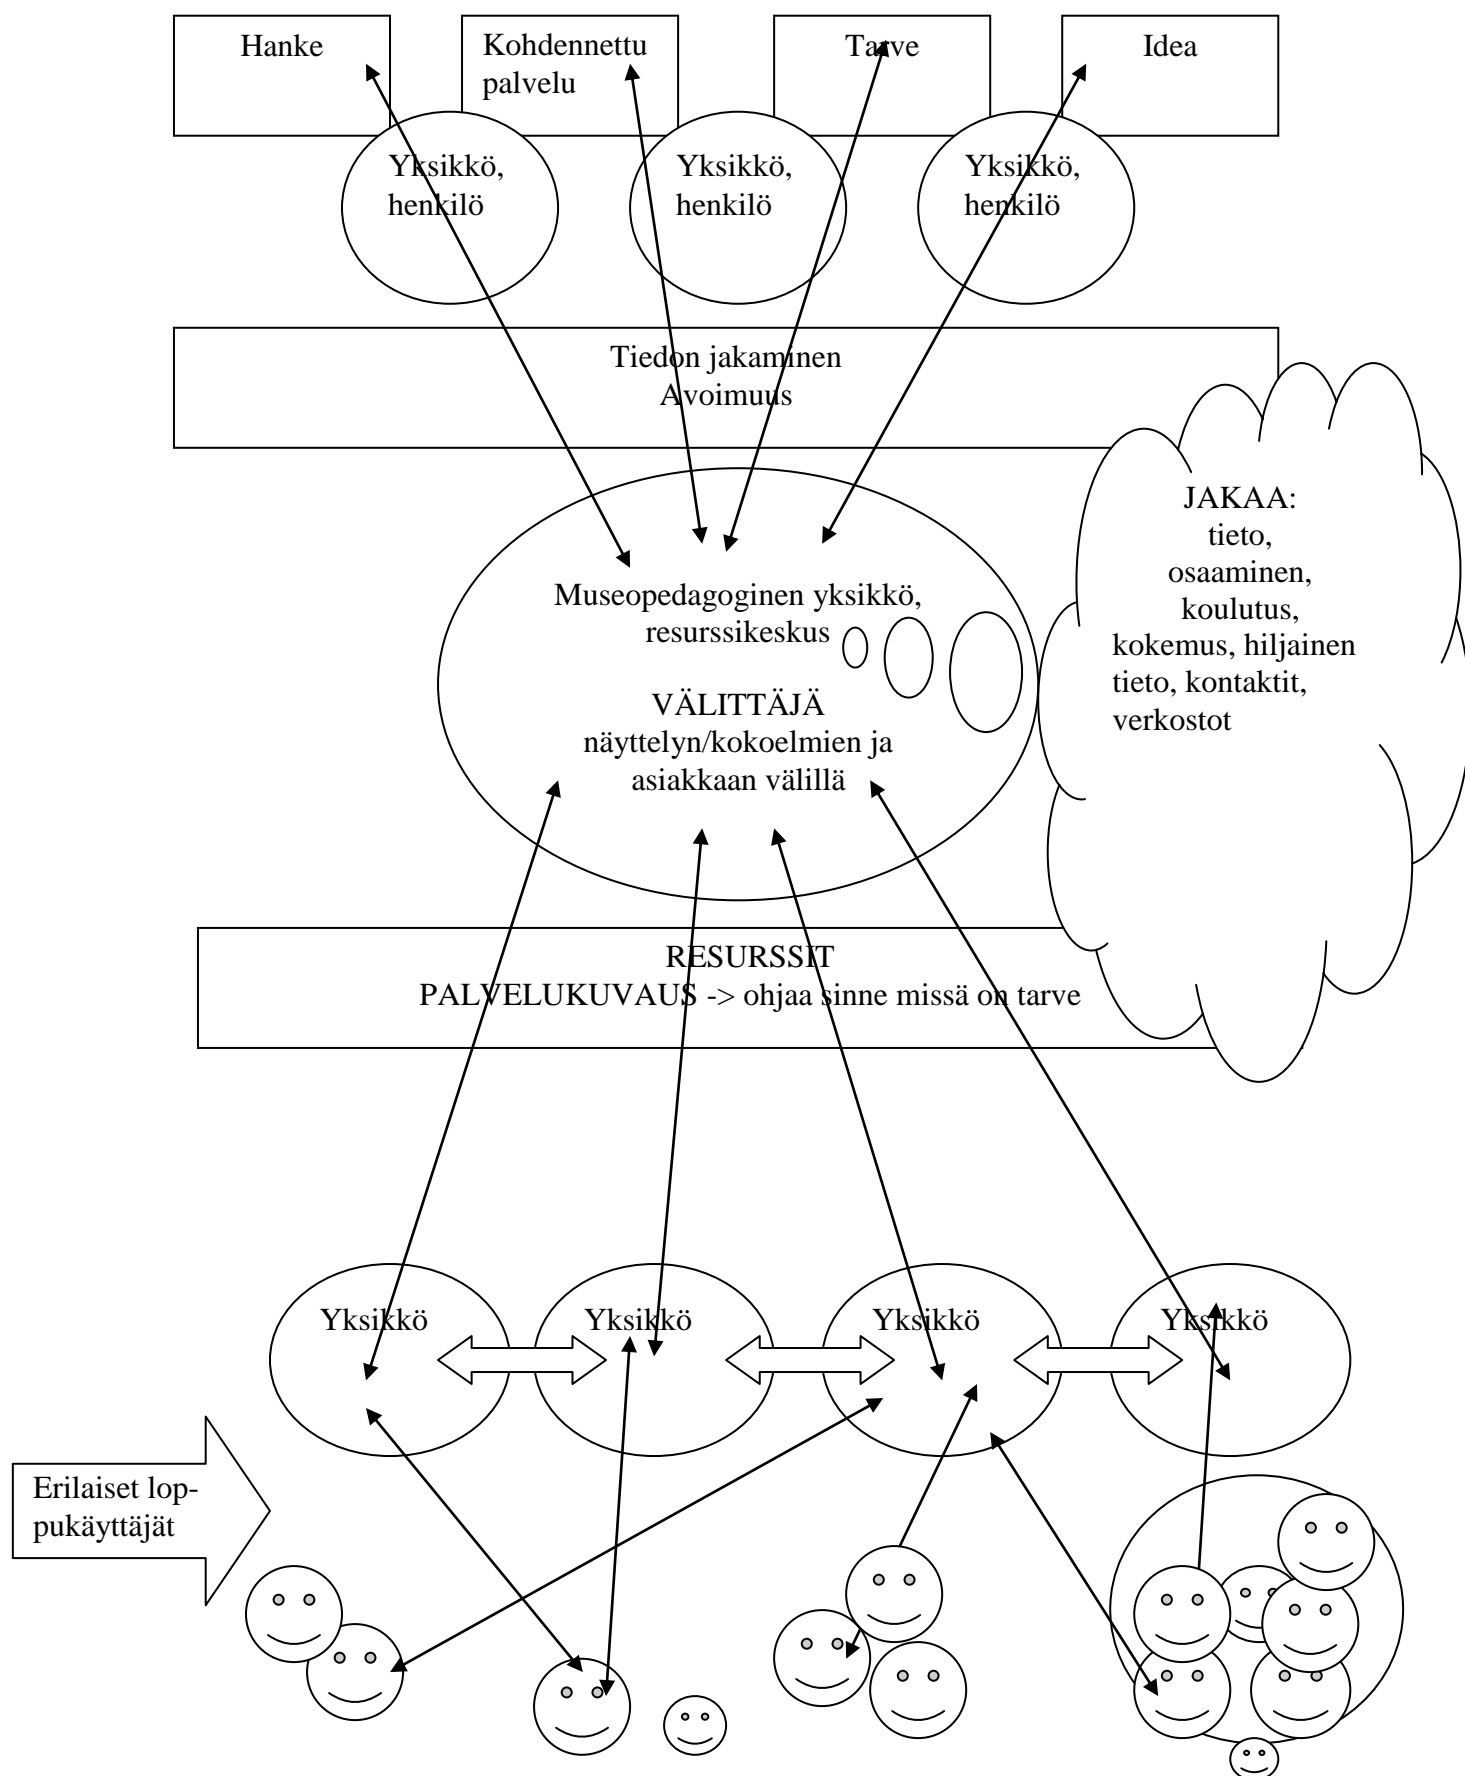 Hanke
Kohdennettu
palvelu
Tarve
Idea
Yksikkö,
henkilö
Yksikkö,
henkilö
Yksikkö,
henkilö
Tiedon jakaminen
Avoimuus
JAKAA:
tieto,
osaaminen,
koulutus,
kokemus, hiljainen
tieto, kontaktit,
verkostot
Museopedagoginen yksikkö,
resurssikeskus
VÄLITTÄJÄ
näyttelyn/kokoelmien ja
asiakkaan välillä
RESURSSIT
PALVELUKUVAUS -> ohjaa sinne missä on tarve
Yksikkö
Yksikkö
Yksikkö
Yksikkö
Erilaiset lop-
pukäyttäjät